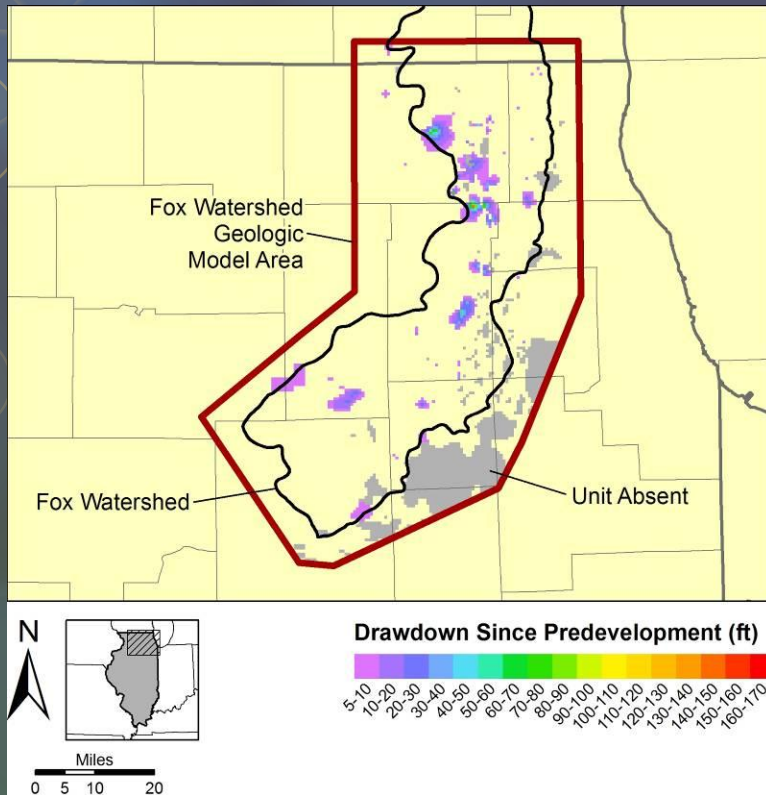 Fox Watershed
Geologic
Model Area
Fox Watershed
Unit Absent
N
Miles
0 5 10 20
Drawdown Since Predevelopment (ft)
5-10 10-20 20-30 30-40 40-50 50-60 60-70 70-80 80-90 90-100 100-110 110-120 120-130 130-140 140-150 150-160 160-170